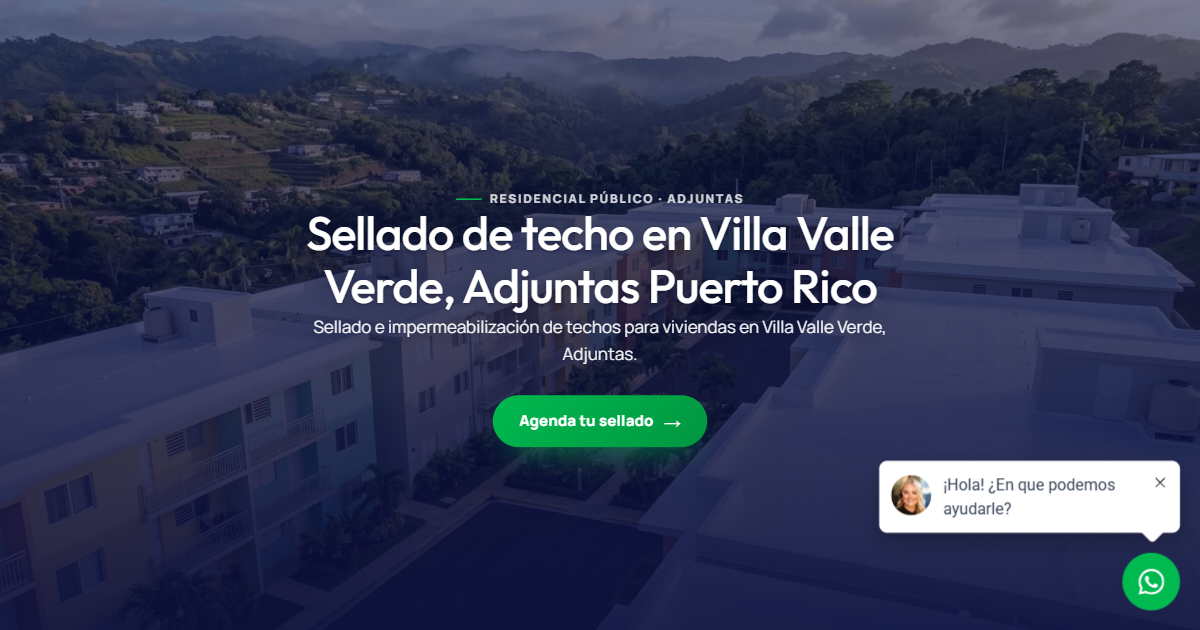 RESIDENCIAL PÚBLICO · ADJUNTAS
Sellado de techo en Villa Valle
Verde, Adjuntas Puerto Rico
Sellado e impermeabilización de techos para viviendas en Villa Valle Verde,
Adjuntas.
Agenda tu sellado →
¡Hola! ¿En que podemos
ayudarle?